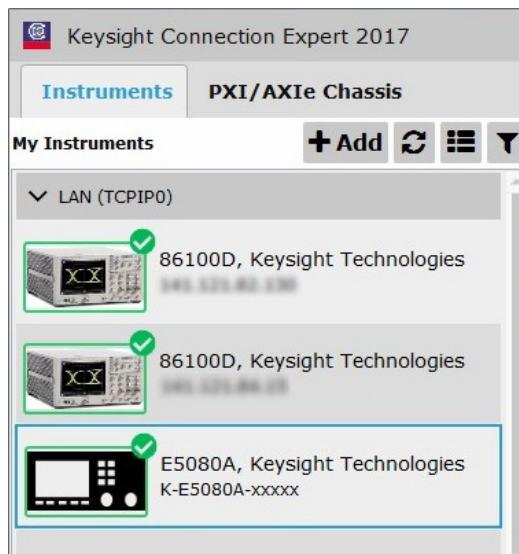 Keysight Connection Expert 2017
Instruments
PXI/AXIe Chassis
My Instruments
Add
LAN (TCPIP0)
86100D, Keysight Technologies
86100D, Keysight Technologies
E5080A, Keysight Technologies
K-E5080A-xxxxx